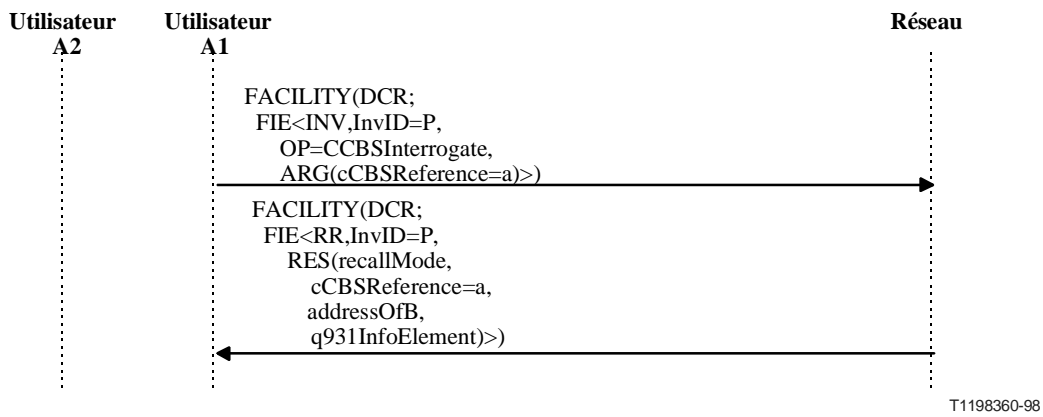 Utilisateur A2
Utilisateur A1
Réseau
FACILITY(DCR;
FIE<INV,InvID=P,
OP=CCBSInterrogate,
ARG(cCBSReference=a)>)
FACILITY(DCR;
FIE<RR,InvID=P,
RES(recallMode,
cCBSReference=a,
addressOfB,
q931InfoElement)>)
T1198360-98